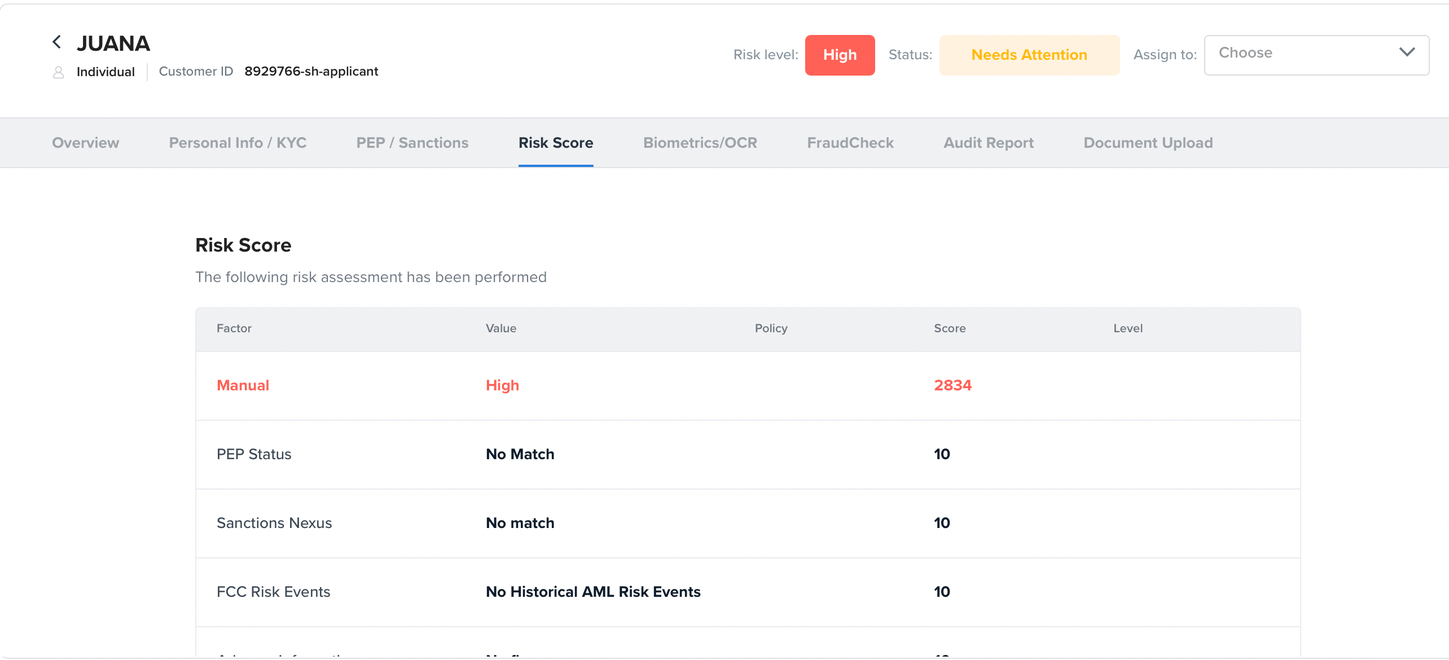 JUANA
Individual Customer ID 8929766-sh-applicant
Risk level: High Status: Needs Attention Assign to: Choose
Overview Personal Info / KYC PEP / Sanctions Risk Score Biometrics/OCR FraudCheck Audit Report Document Upload
Risk Score
The following risk assessment has been performed
Factor Value Policy Score Level
Manual High 2834
PEP Status No Match 10
Sanctions Nexus No match 10
FCC Risk Events No Historical AML Risk Events 10